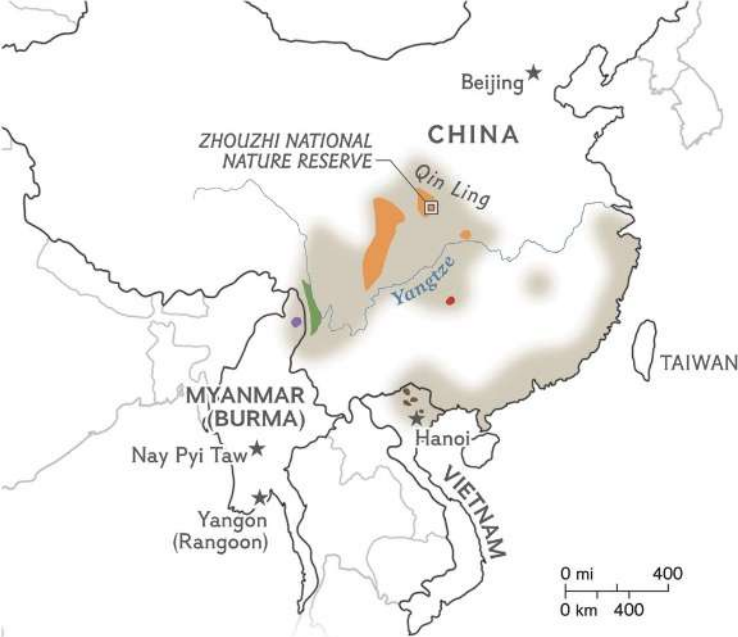 Beijing
CHINA
ZHOUZHI NATIONAL
NATURE RESERVE
Qin Ling
Yangtze
TAIWAN
MYANMAR
(BURMA)
Hanoi
Nay Pyi Taw
VIETNAM
Yangon
(Rangoon)
0 mi 400
0 km 400